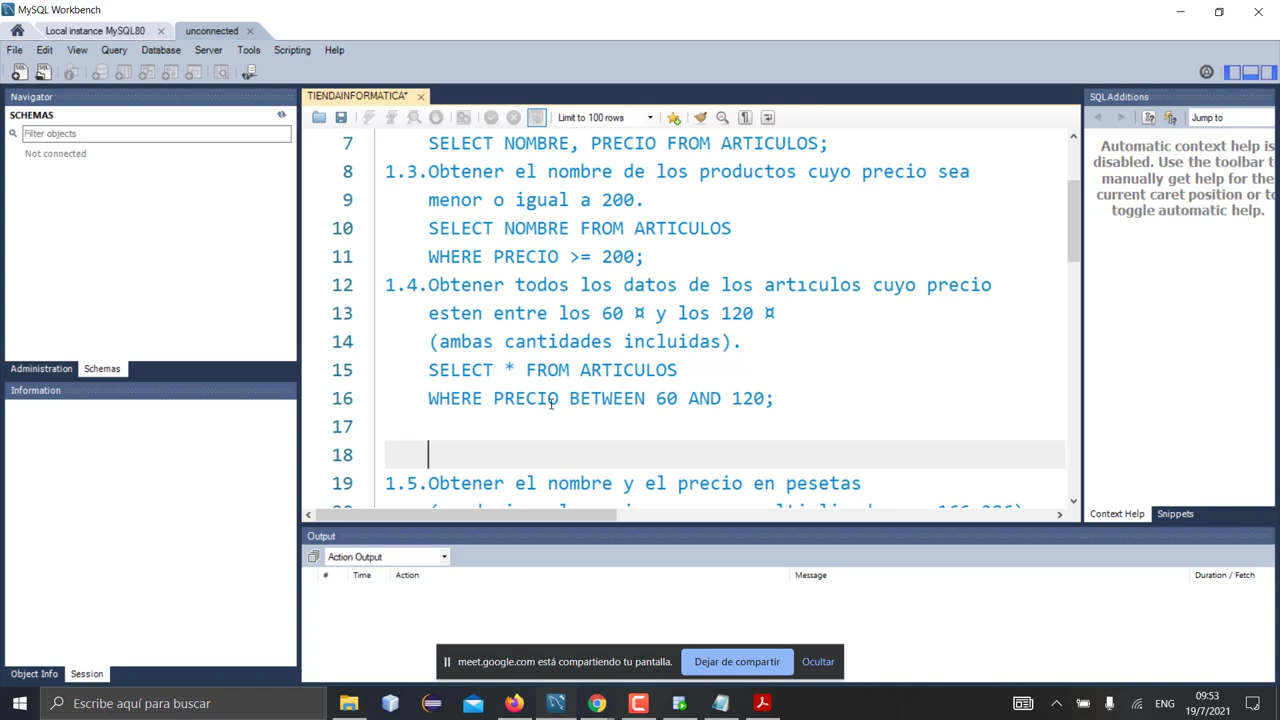 MySQL Workbench
Local instance MySQL80
unconnected
File Edit View Query Database Server Tools Scripting Help
Navigator
SCHEMAS
Filter objects
Not connected
Administration Schemas
Information
Object Info Session
TIENDAINFORMATICA*
Limit to 100 rows
7 SELECT NOMBRE, PRECIO FROM ARTICULOS;
8 1.3.Obtener el nombre de los productos cuyo precio sea
9 menor o igual a 200.
10 SELECT NOMBRE FROM ARTICULOS
11 WHERE PRECIO >= 200;
12 1.4.Obtener todos los datos de los artıculos cuyo precio
13 esten entre los 60 ¤ y los 120 ¤
14 (ambas cantidades incluidas).
15 SELECT * FROM ARTICULOS
16 WHERE PRECIO BETWEEN 60 AND 120;
17
18
19 1.5.Obtener el nombre y el precio en pesetas
SQLAdditions
Jump to
Automatic context help is
disabled. Use the toolbar to
manually get help for the
current caret position or to
toggle automatic help.
Context Help Snippets
Output
Action Output
# Time Action Message Duration / Fetch
meet.google.com está compartiendo tu pantalla. Dejar de compartir Ocultar
Escribe aquí para buscar
ENG
09:53
19/7/2021